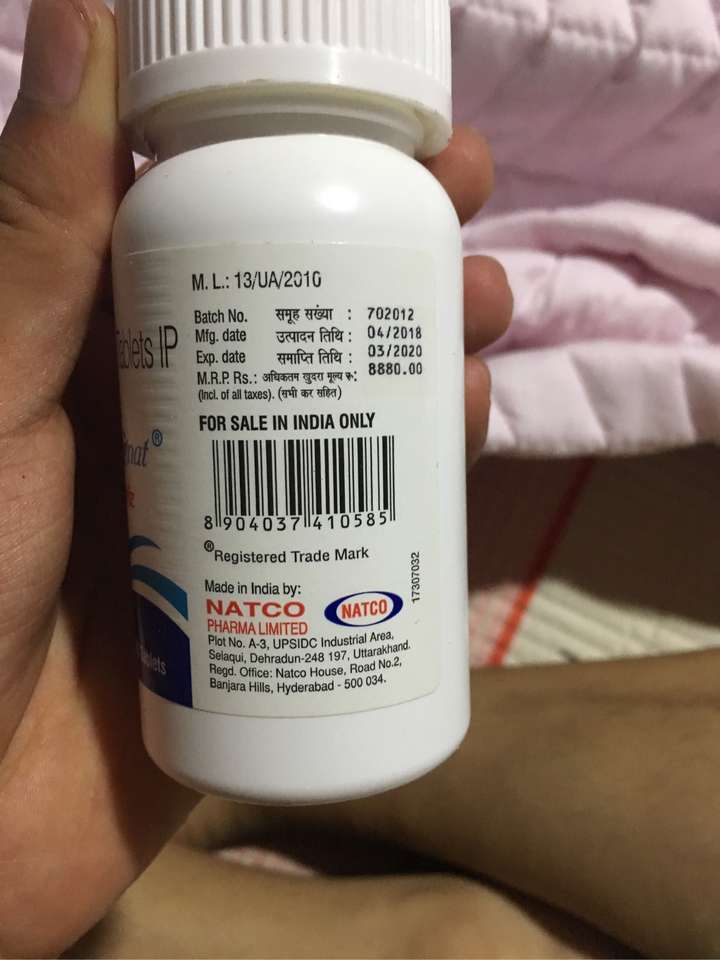 M. L.: 13/UA/2010
Tablets IP
Batch No. समूह संख्या : 702012
Mfg. date उत्पादन तिथि : 04/2018
Exp. date समाप्ति तिथि : 03/2020
M.R.P. Rs.: अधिकतम खुदरा मूल्य रु: 8880.00
(Incl. of all taxes). (सभी कर सहित)
FOR SALE IN INDIA ONLY
8 904037 410585
®Registered Trade Mark
17307032
Made in India by:
NATCO NATCO
PHARMA LIMITED
Plot No. A-3, UPSIDC Industrial Area,
Selaqui, Dehradun-248 197, Uttarakhand.
Regd. Office: Natco House, Road No.2,
Banjara Hills, Hyderabad - 500 034.
Tablets